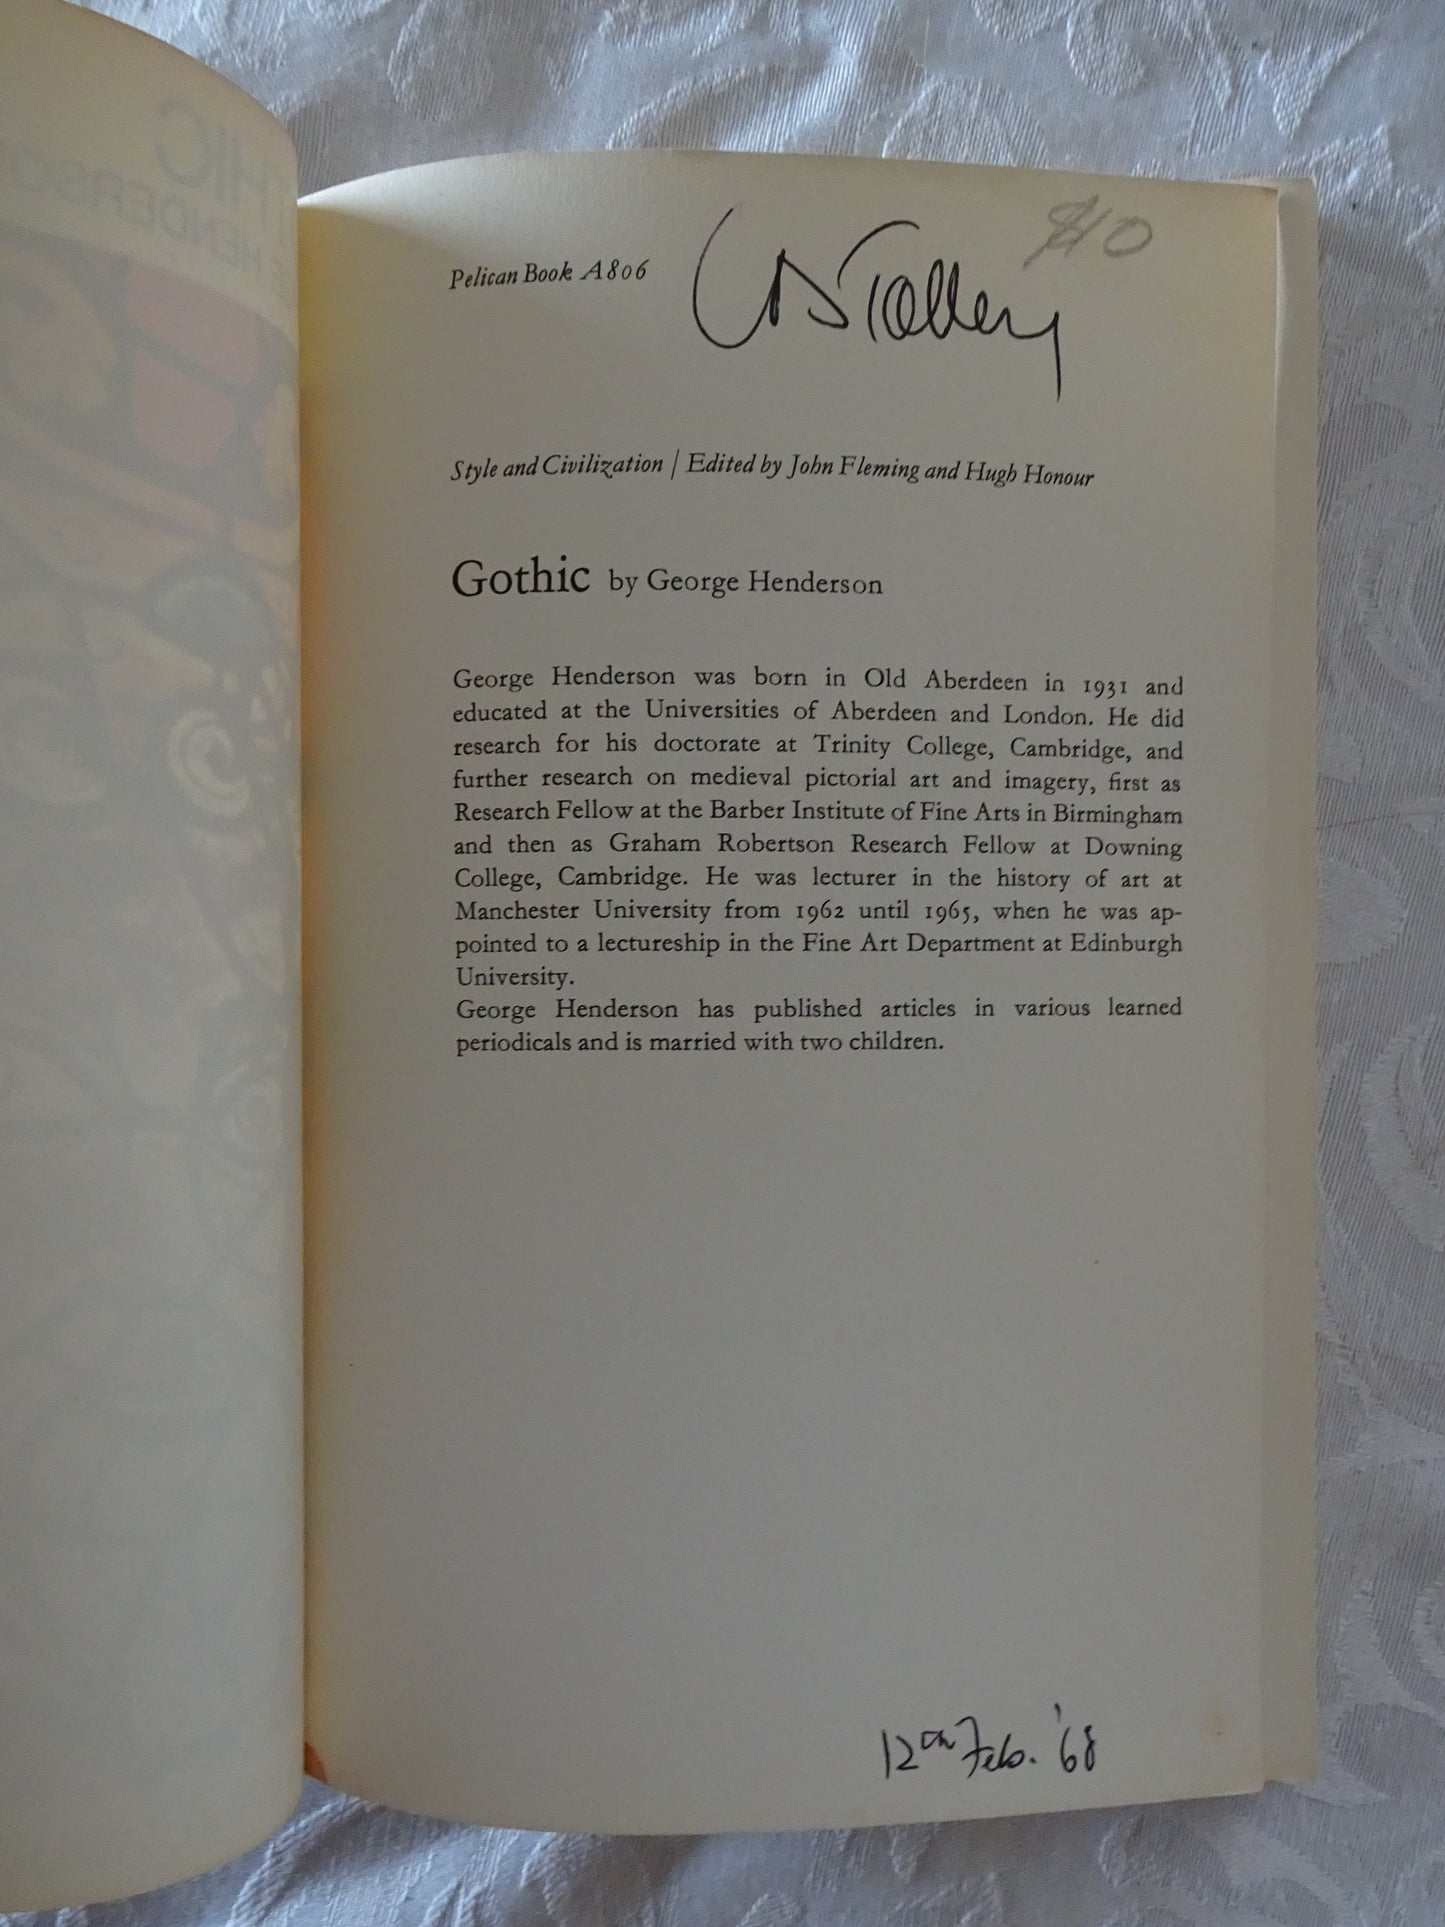 Pelican Book A806
$10
Style and Civilization | Edited by John Fleming and Hugh Honour
Gothic by George Henderson
George Henderson was born in Old Aberdeen in 1931 and
educated at the Universities of Aberdeen and London. He did
research for his doctorate at Trinity College, Cambridge, and
further research on medieval pictorial art and imagery, first as
Research Fellow at the Barber Institute of Fine Arts in Birmingham
and then as Graham Robertson Research Fellow at Downing
College, Cambridge. He was lecturer in the history of art at
Manchester University from 1962 until 1965, when he was ap-
pointed to a lectureship in the Fine Art Department at Edinburgh
University.
George Henderson has published articles in various learned
periodicals and is married with two children.
12th Feb. '68